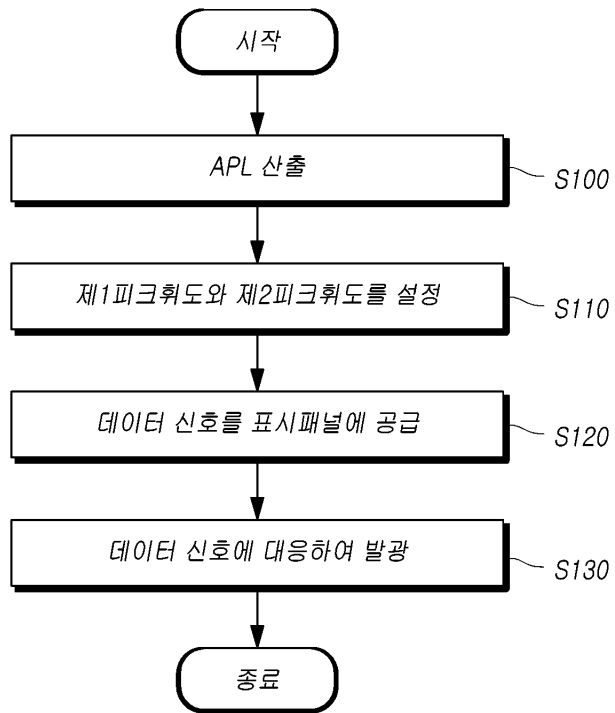 시작
APL 산출
S100
제1피크휘도와 제2피크휘도를 설정
S110
데이터 신호를 표시패널에 공급
S120
데이터 신호에 대응하여 발광
S130
종료